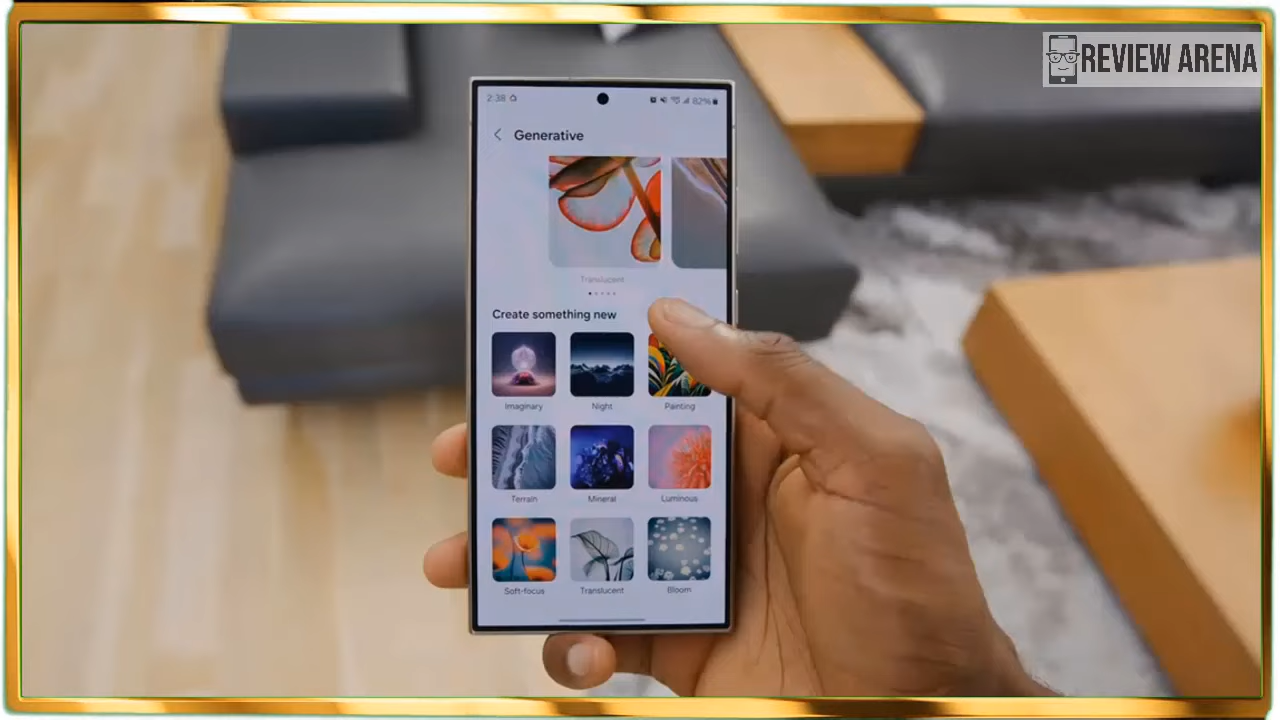 REVIEW ARENA
2:38
82%
Generative
Translucent
Create something new
Imaginary
Night
Painting
Terrain
Mineral
Luminous
Soft-focus
Translucent
Bloom